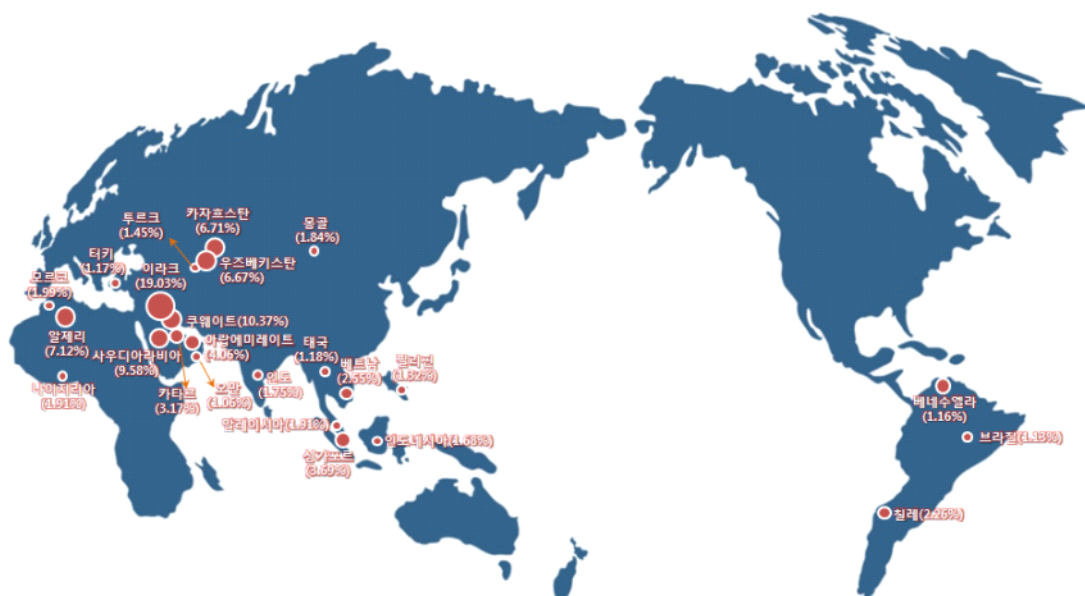 투르크
(1.45%)
카자흐스탄
(6.71%)
몽골
(1.84%)
터키
(1.17%)
이라크
(19.03%)
우즈베키스탄
(6.67%)
모르코
(1.99%)
쿠웨이트(10.37%)
알제리
(7.12%)
사우디아라비아
(9.58%)
아랍에미레이트
(4.06%)
태국
(1.18%)
베트남
(2.55%)
필리핀
(1.32%)
나이지리아
(1.91%)
카타르
(3.17%)
오만
(1.06%)
인도
(1.75%)
말레이시아(1.91%)
싱가포르
(3.69%)
인도네시아(1.68%)
베네수엘라
(1.16%)
브라질(1.13%)
칠레(2.26%)